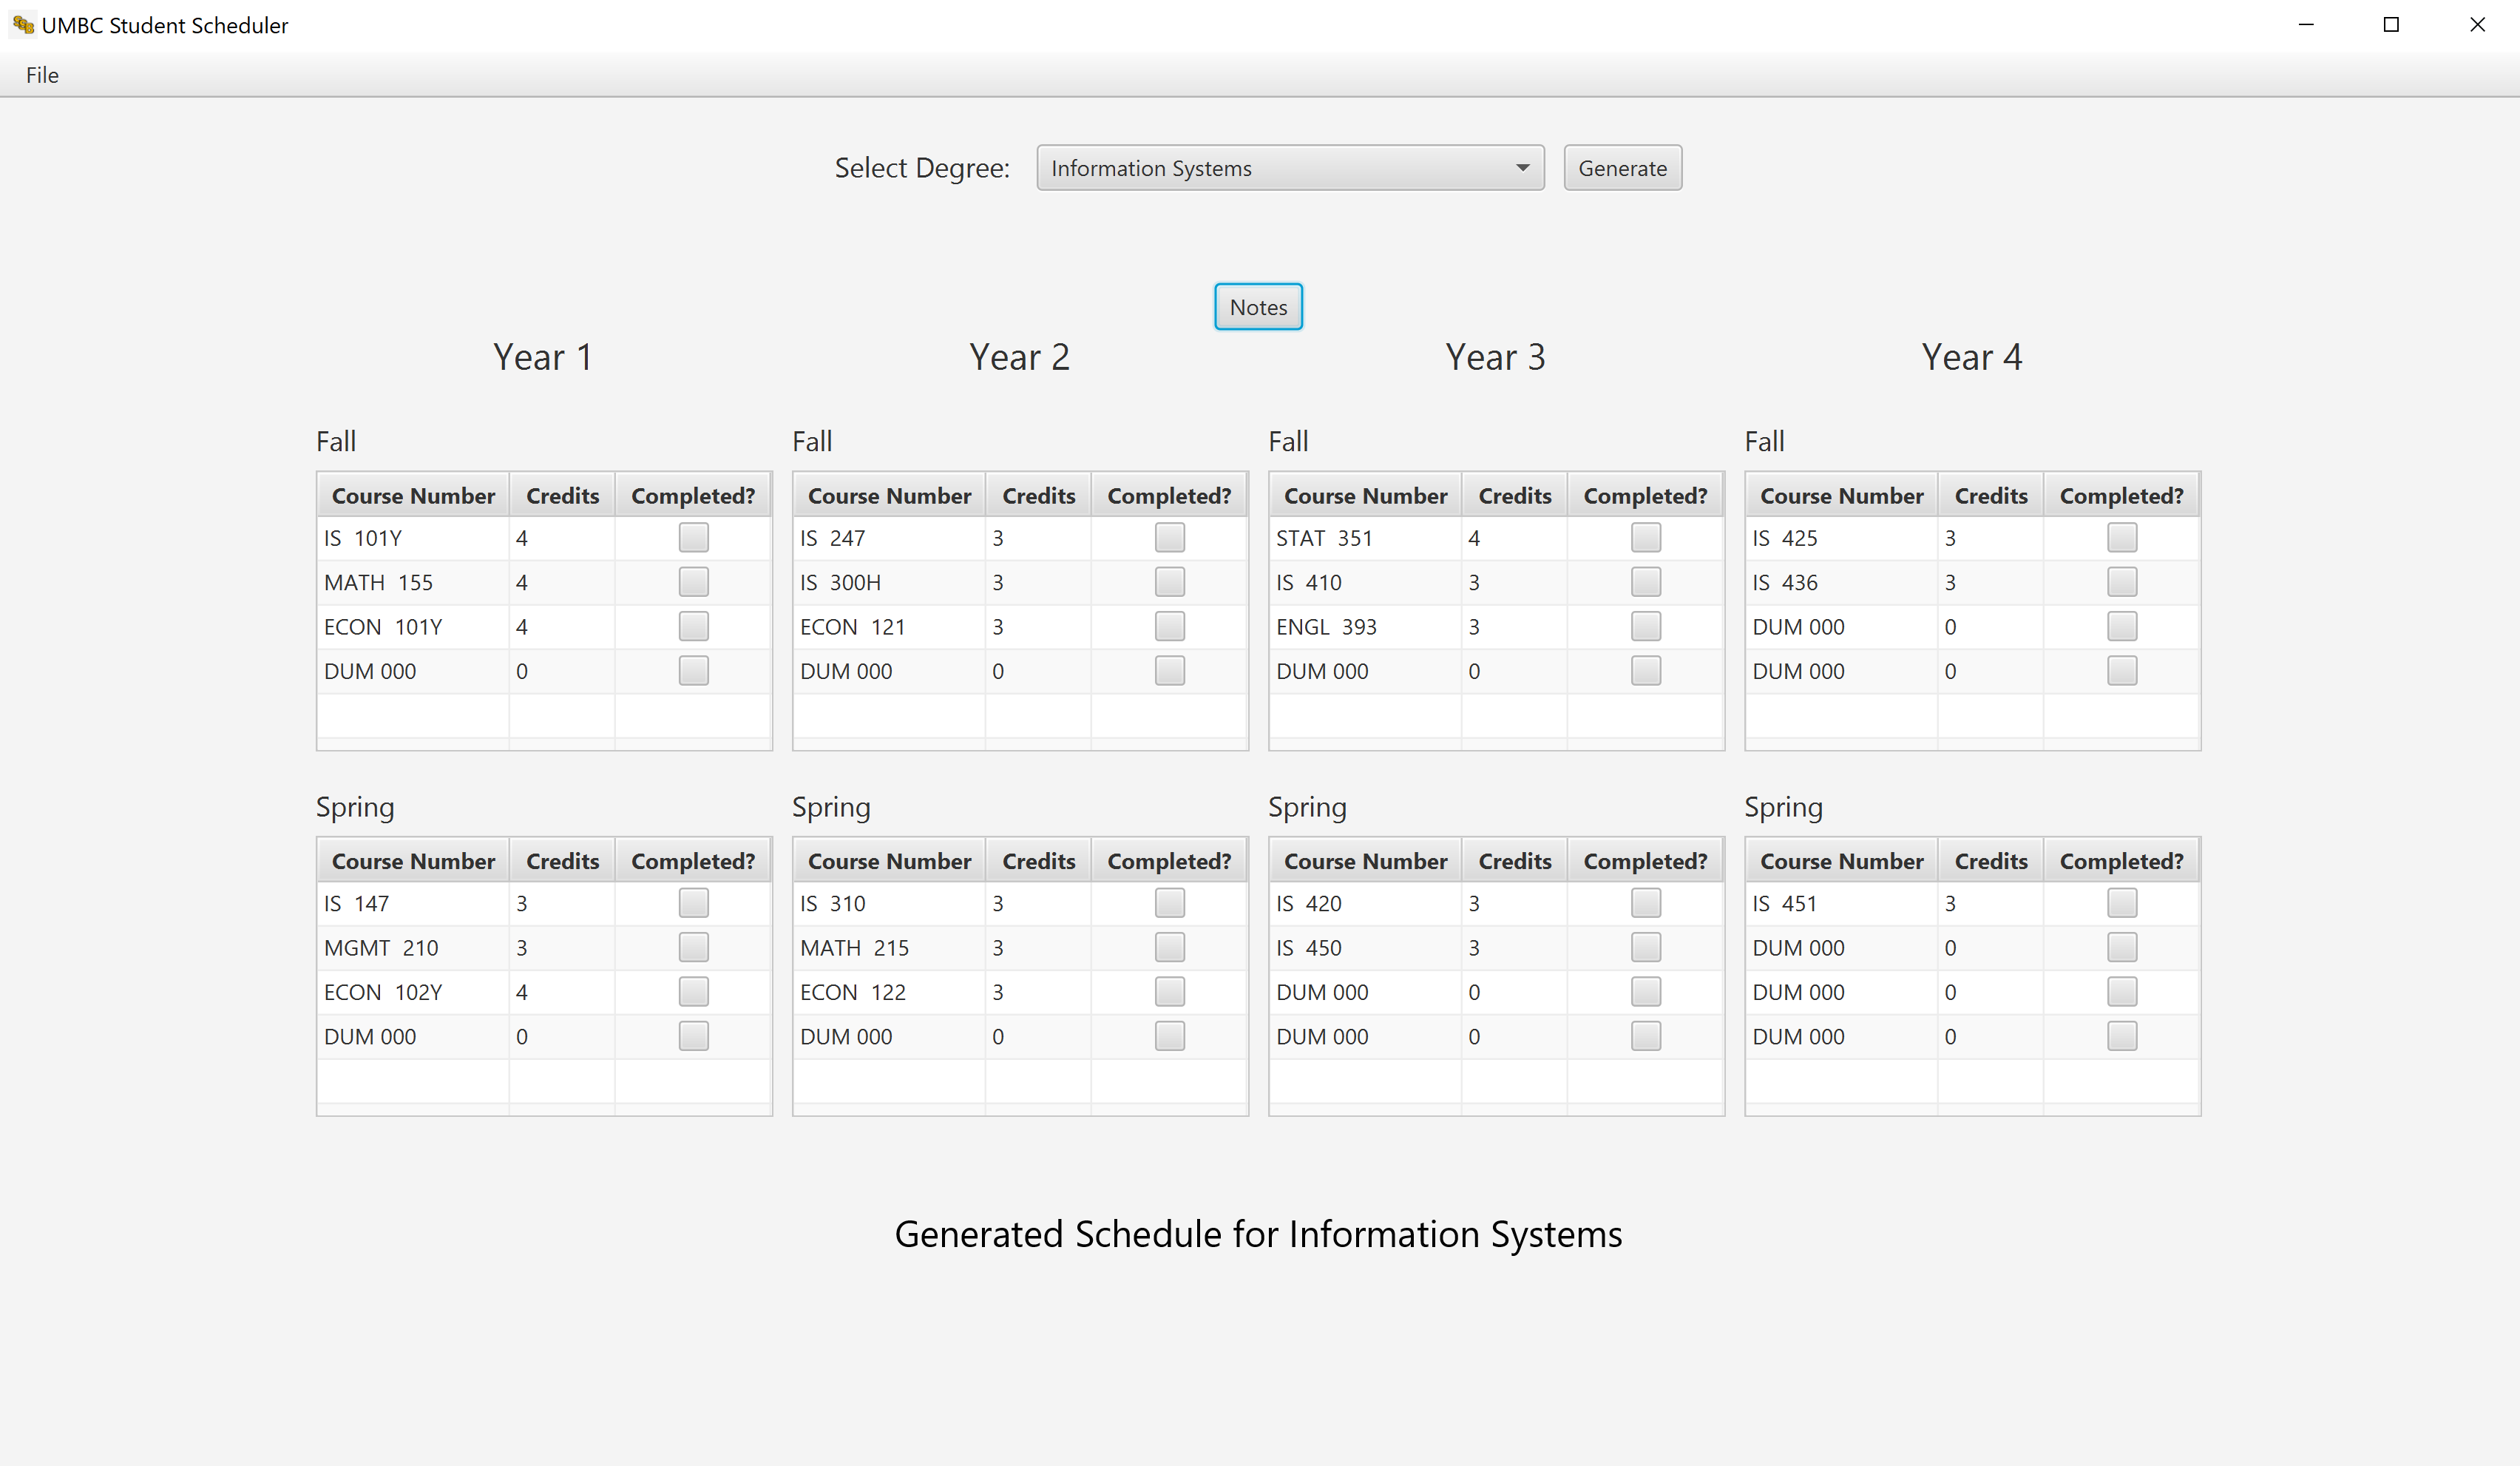 UMBC Student Scheduler
File
Select Degree: Information Systems Generate
Notes
Year 1 Year 2 Year 3 Year 4
Fall Fall Fall Fall
Course Number Credits Completed? Course Number Credits Completed? Course Number Credits Completed? Course Number Credits Completed?
IS 101Y 4 IS 247 3 STAT 351 4 IS 425 3
MATH 155 4 IS 300H 3 IS 410 3 IS 436 3
ECON 101Y 4 ECON 121 3 ENGL 393 3 DUM 000 0
DUM 000 0 DUM 000 0 DUM 000 0 DUM 000 0
Spring Spring Spring Spring
Course Number Credits Completed? Course Number Credits Completed? Course Number Credits Completed? Course Number Credits Completed?
IS 147 3 IS 310 3 IS 420 3 IS 451 3
MGMT 210 3 MATH 215 3 IS 450 3 DUM 000 0
ECON 102Y 4 ECON 122 3 DUM 000 0 DUM 000 0
DUM 000 0 DUM 000 0 DUM 000 0 DUM 000 0
Generated Schedule for Information Systems